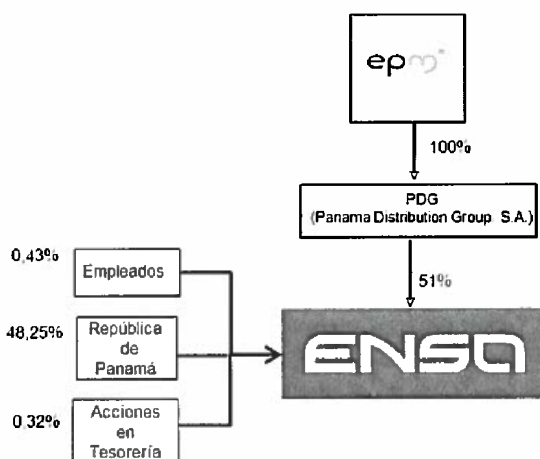 epm
100%
PDG
(Panama Distribution Group S.A.)
51%
ENSA
0,43%
Empleados
48,25%
República
de
Panamá
0,32%
Acciones
en
Tesorería